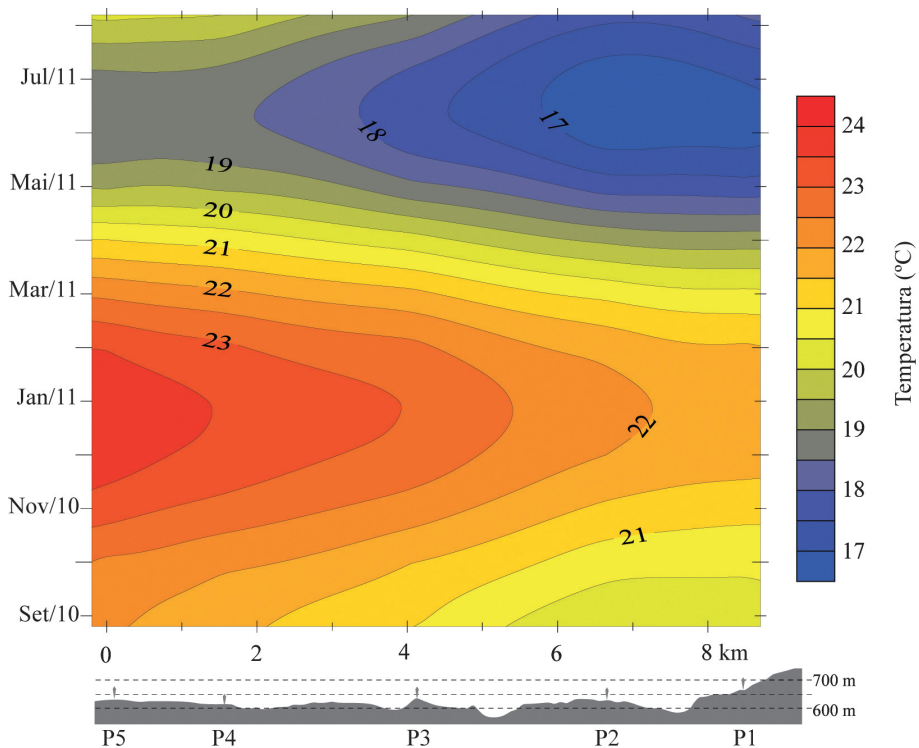 Jul/11
Mai/11
Mar/11
Jan/11
Nov/10
Set/10
17
18
19
20
21
22
23
22
21
24
23
22
21
20
19
18
17
Temperatura (ºC)
0 2 4 6 8 km
700 m
600 m
P5 P4 P3 P2 P1